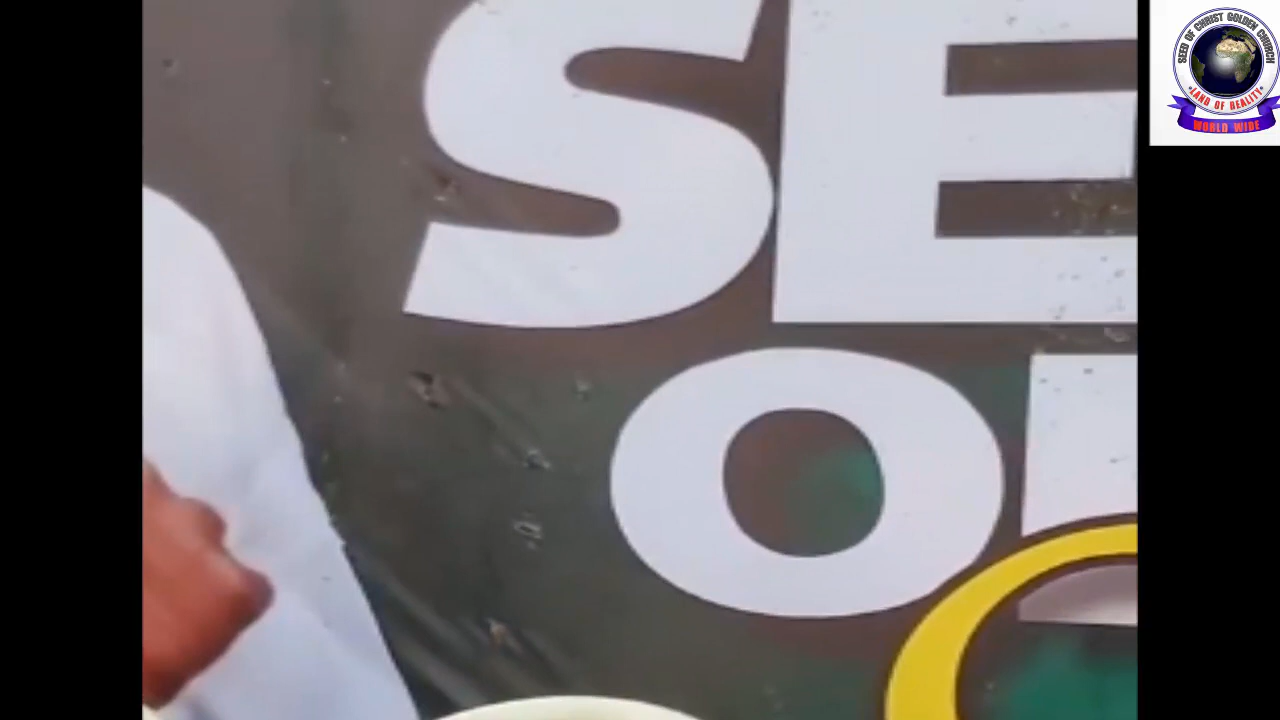 SE
O
SEED OF CHRIST GOLDEN CHURCH
LAND OF REALITY
WORLD WIDE